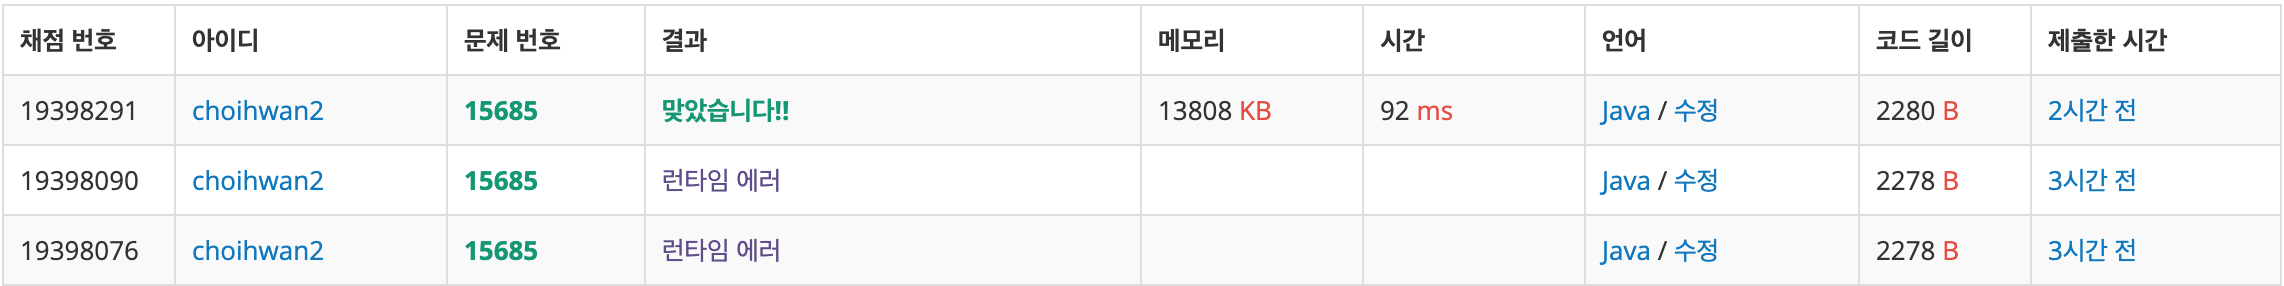 채점 번호 아이디 문제 번호 결과 메모리 시간 언어 코드 길이 제출한 시간
19398291 choihwan2 15685 맞았습니다!! 13808 KB 92 ms Java / 수정 2280 B 2시간 전
19398090 choihwan2 15685 런타임 에러 Java / 수정 2278 B 3시간 전
19398076 choihwan2 15685 런타임 에러 Java / 수정 2278 B 3시간 전